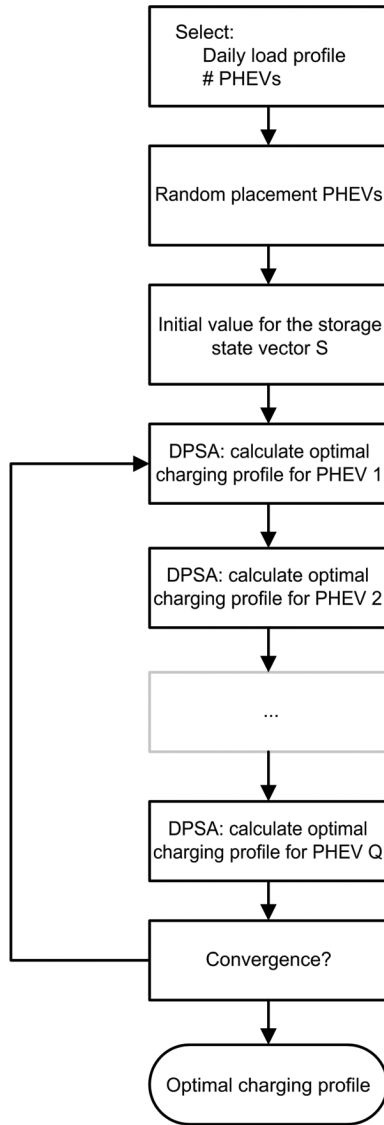 Select:
Daily load profile
# PHEVs
Random placement PHEVs
Initial value for the storage
state vector S
DPSA: calculate optimal
charging profile for PHEV 1
DPSA: calculate optimal
charging profile for PHEV 2
...
DPSA: calculate optimal
charging profile for PHEV Q
Convergence?
Optimal charging profile